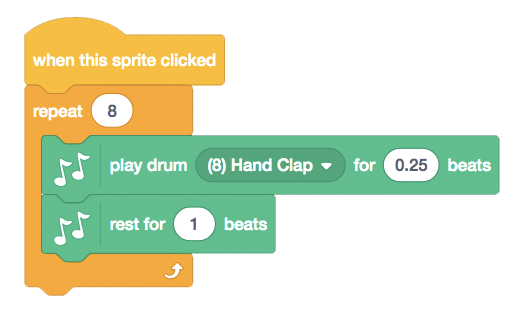 when this sprite clicked
repeat 8
play drum (8) Hand Clap for 0.25 beats
rest for 1 beats